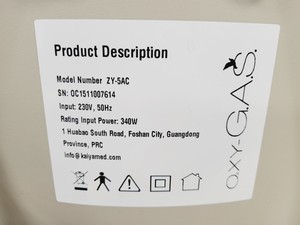 Product Description
Model Number ZY-5AC
SN: OC1511007614
Input: 230V, 50Hz
Rating Input Power: 340W
1 Huabao South Road, Foshan City, Guangdong
Province, PRC
info@kaiyamed.com
OXY-G.A.S.